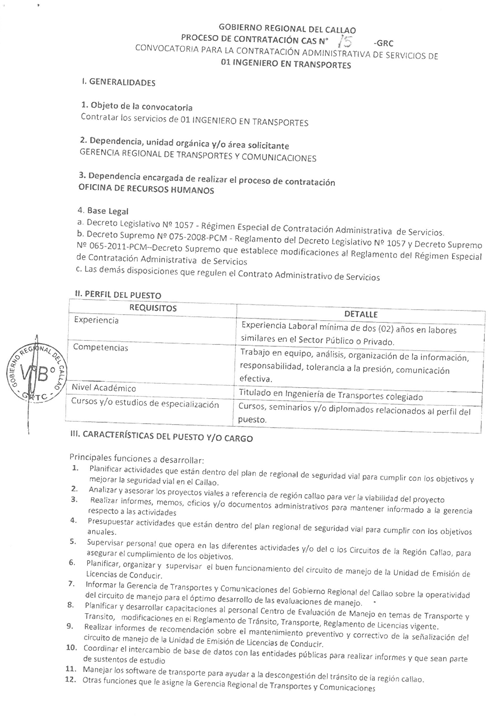 GOBIERNO REGIONAL DEL CALLAO
PROCESO DE CONTRATACIÓN CAS N° 15 -GRC
CONVOCATORIA PARA LA CONTRATACIÓN ADMINISTRATIVA DE SERVICIOS DE
01 INGENIERO EN TRANSPORTES
I. GENERALIDADES
1. Objeto de la convocatoria
Contratar los servicios de 01 INGENIERO EN TRANSPORTES
2. Dependencia, unidad orgánica y/o área solicitante
GERENCIA REGIONAL DE TRANSPORTES Y COMUNICACIONES
3. Dependencia encargada de realizar el proceso de contratación
OFICINA DE RECURSOS HUMANOS
4. Base Legal
a. Decreto Legislativo Nº 1057 - Régimen Especial de Contratación Administrativa de Servicios.
b. Decreto Supremo Nº 075-2008-PCM - Reglamento del Decreto Legislativo Nº 1057 y Decreto Supremo
Nº 065-2011-PCM--Decreto Supremo que establece modificaciones al Reglamento del Régimen Especial
de Contratación Administrativa de Servicios
c. Las demás disposiciones que regulen el Contrato Administrativo de Servicios
II. PERFIL DEL PUESTO
REQUISITOS DETALLE
Experiencia Experiencia Laboral mínima de dos (02) años en labores
similares en el Sector Público o Privado.
Competencias Trabajo en equipo, análisis, organización de la información,
responsabilidad, tolerancia a la presión, comunicación
efectiva.
Nivel Académico Titulado en Ingeniería de Transportes colegiado
Cursos y/o estudios de especialización Cursos, seminarios y/o diplomados relacionados al perfil del
puesto.
GOBIERNO REGIONAL DEL CALLAO
V°B°
- GRTC -
III. CARACTERÍSTICAS DEL PUESTO Y/O CARGO
Principales funciones a desarrollar:
1. Planificar actividades que están dentro del plan de regional de seguridad vial para cumplir con los objetivos y
mejorar la seguridad vial en el Callao.
2. Analizar y asesorar los proyectos viales a referencia de región callao para ver la viabilidad del proyecto
3. Realizar informes, memos, oficios y/o documentos administrativos para mantener informado a la gerencia
respecto a las actividades
4. Presupuestar actividades que están dentro del plan regional de seguridad vial para cumplir con los objetivos
anuales.
5. Supervisar personal que opera en las diferentes actividades y/o del o los Circuitos de la Región Callao, para
asegurar el cumplimiento de los objetivos.
6. Planificar, organizar y supervisar el buen funcionamiento del circuito de manejo de la Unidad de Emisión de
Licencias de Conducir.
7. Informar la Gerencia de Transportes y Comunicaciones del Gobierno Regional del Callao sobre la operatividad
del circuito de manejo para el óptimo desarrollo de las evaluaciones de manejo.
8. Planificar y desarrollar capacitaciones al personal Centro de Evaluación de Manejo en temas de Transporte y
Transito, modificaciones en el Reglamento de Tránsito, Transporte, Reglamento de Licencias vigente.
9. Realizar informes de recomendación sobre el mantenimiento preventivo y correctivo de la señalización del
circuito de manejo de la Unidad de Emisión de Licencias de Conducir.
10. Coordinar el intercambio de base de datos con las entidades públicas para realizar informes y que sean parte
de sustentos de estudio
11. Manejar los software de transporte para ayudar a la descongestión del tránsito de la región callao.
12. Otras funciones que le asigne la Gerencia Regional de Transportes y Comunicaciones